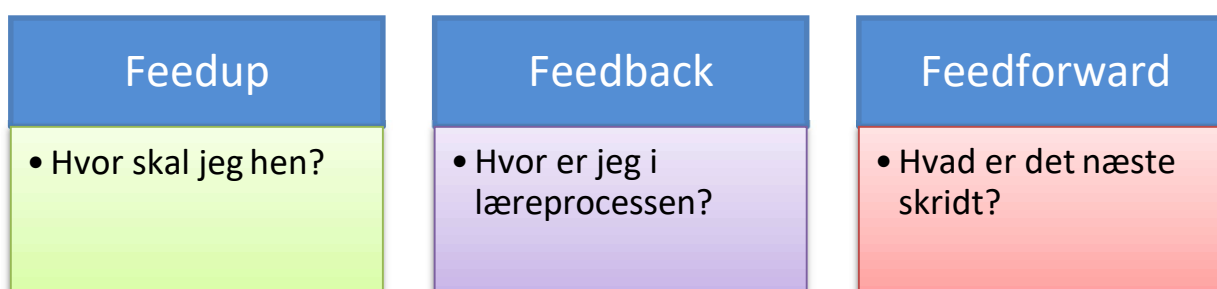 Feedup
• Hvor skal jeg hen?
Feedback
• Hvor er jeg i
læreprocessen?
Feedforward
• Hvad er det næste
skridt?